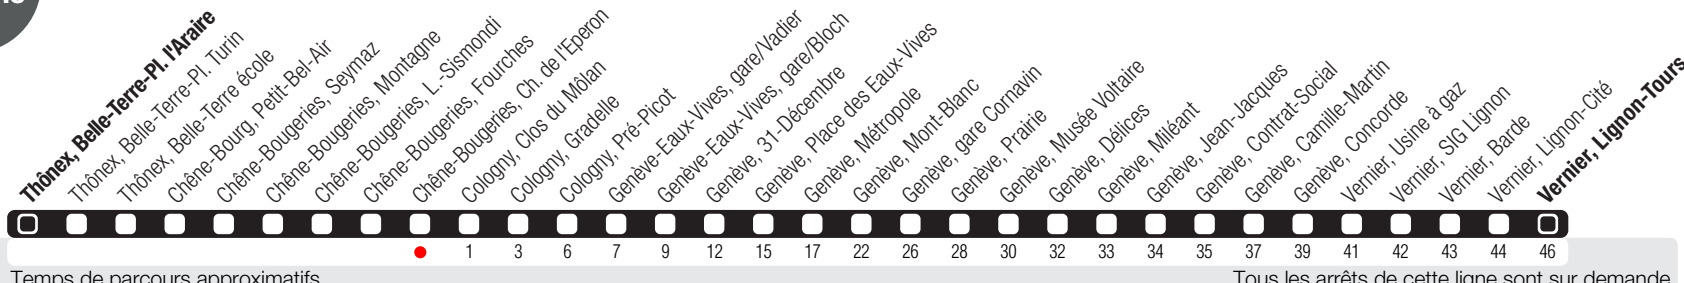 Thônex, Belle-Terre-Pl. l'Araire
Thônex, Belle-Terre-Pl. Turin
Thônex, Belle-Terre école
Chêne-Bourg, Petit-Bel-Air
Chêne-Bougeries, Seymaz
Chêne-Bougeries, Montagne
Chêne-Bougeries, L.-Sismondi
Chêne-Bougeries, Fourches
Chêne-Bougeries, Ch. de l'Eperon
Cologny, Clos du Môlan
Cologny, Gradelle
Cologny, Pré-Picot
Genève-Eaux-Vives, gare/Vadier
Genève-Eaux-Vives, gare/Bloch
Genève, 31-Décembre
Genève, Place des Eaux-Vives
Genève, Métropole
Genève, Mont-Blanc
Genève, gare Cornavin
Genève, Prairie
Genève, Musée Voltaire
Genève, Délices
Genève, Miléant
Genève, Jean-Jacques
Genève, Contrat-Social
Genève, Camille-Martin
Genève, Concorde
Vernier, Usine à gaz
Vernier, SIG Lignon
Vernier, Barde
Vernier, Lignon-Cité
Vernier, Lignon-Tours
1 3 6 7 9 12 15 17 22 26 28 30 32 33 34 35 37 39 41 42 43 44 46
Temps de parcours approximatifs
Tous les arrêts de cette ligne sont sur demande